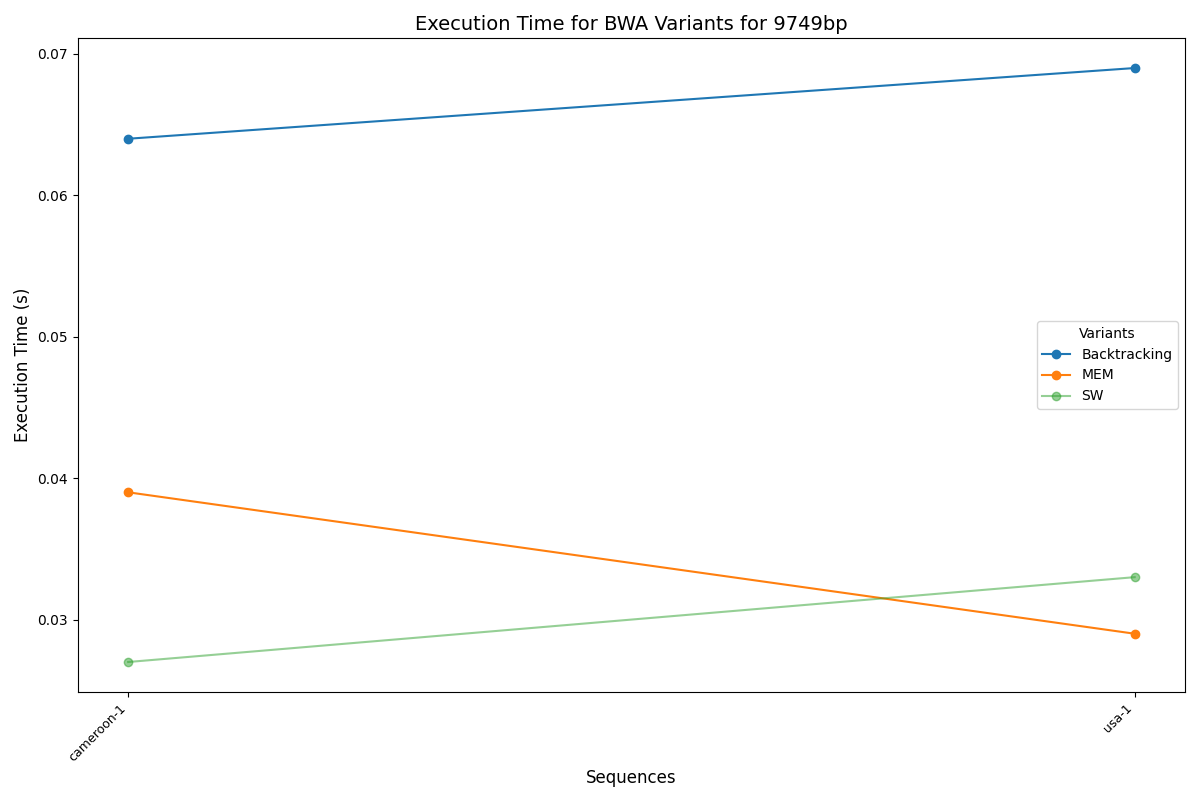 Execution Time for BWA Variants for 9749bp
0.07
0.06
0.05
0.04
0.03
Execution Time (s)
Variants
Backtracking
MEM
SW
cameroon-1
usa-1
Sequences